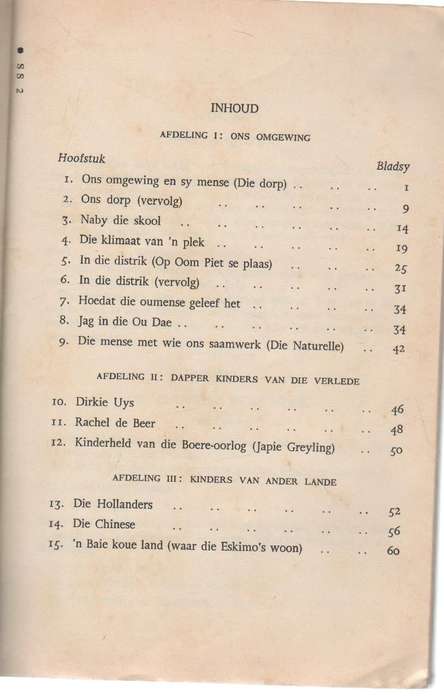 SS 2
INHOUD
AFDELING I: ONS OMGEWING
Hoofstuk Bladsy
1. Ons omgewing en sy mense (Die dorp) .. .. .. 1
2. Ons dorp (vervolg) .. .. .. .. .. 9
3. Naby die skool .. .. .. .. .. .. 14
4. Die klimaat van 'n plek .. .. .. .. .. 19
5. In die distrik (Op Oom Piet se plaas) .. .. .. 25
6. In die distrik (vervolg) .. .. .. .. .. 31
7. Hoedat die oumense geleef het .. .. .. .. 34
8. Jag in die Ou Dae .. .. .. .. .. .. 34
9. Die mense met wie ons saamwerk (Die Naturelle) .. 42
AFDELING II: DAPPER KINDERS VAN DIE VERLEDE
10. Dirkie Uys .. .. .. .. .. .. 46
11. Rachel de Beer .. .. .. .. .. .. 48
12. Kinderheld van die Boere-oorlog (Japie Greyling) .. 50
AFDELING III: KINDERS VAN ANDER LANDE
13. Die Hollanders .. .. .. .. .. .. 52
14. Die Chinese .. .. .. .. .. .. 56
15. 'n Baie koue land (waar die Eskimo's woon) .. .. 60